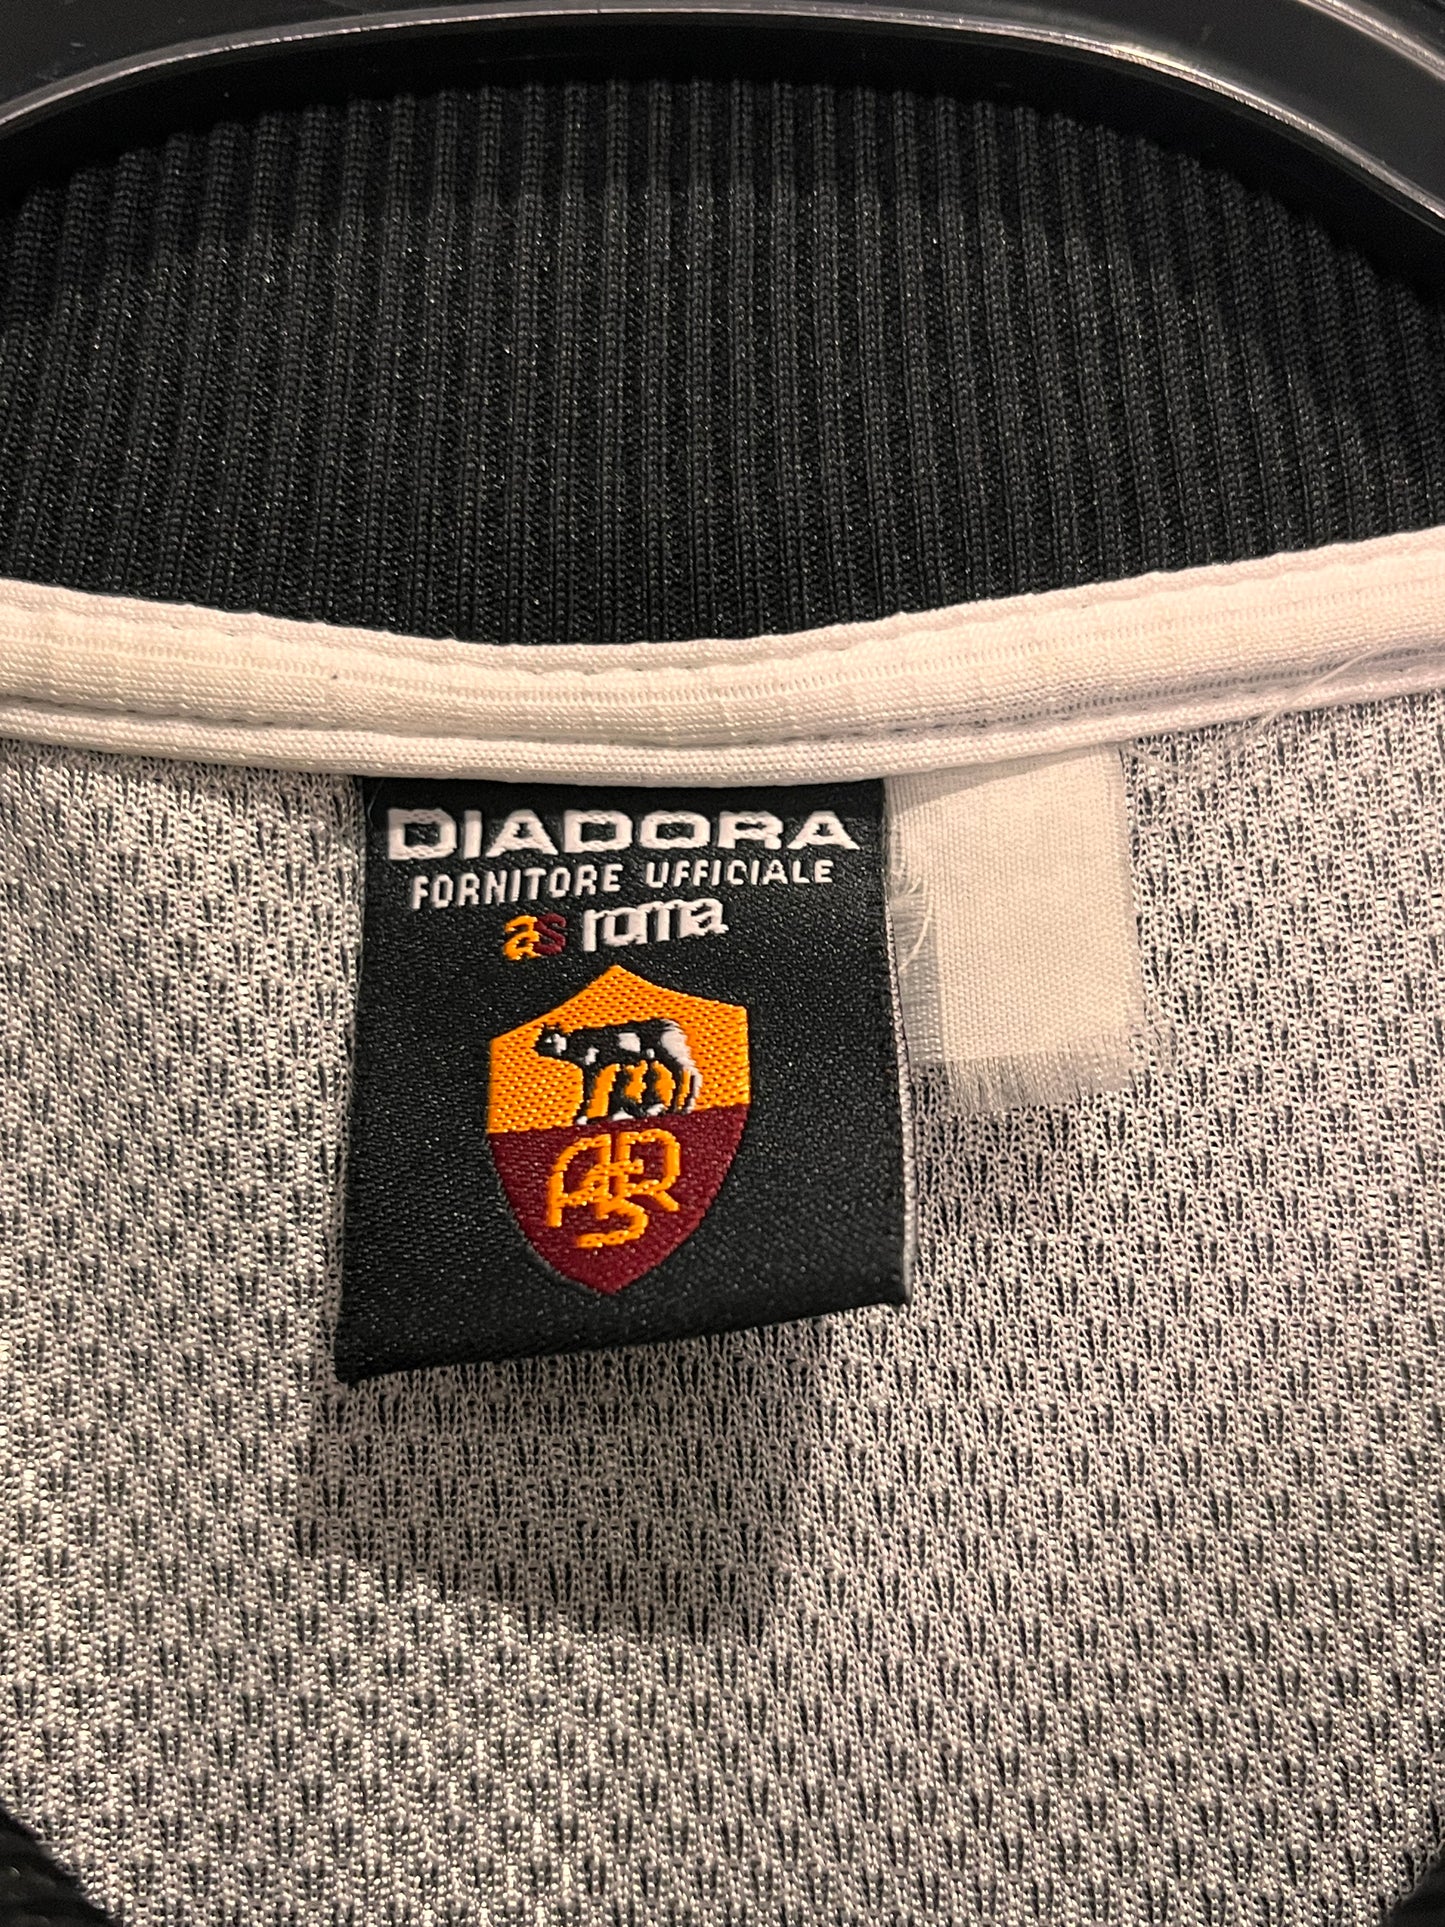 DIADORA
FORNITORE UFFICIALE
as roma
ASR